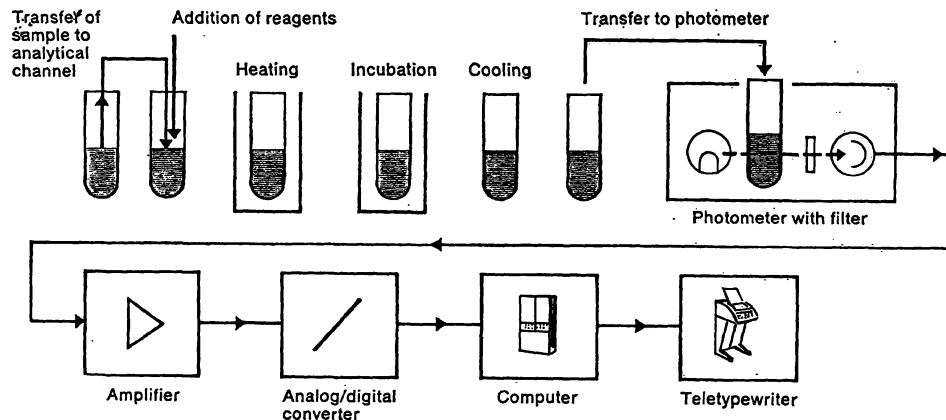 Transfer of
sample to
analytical
channel
Addition of reagents
Heating
Incubation
Cooling
Transfer to photometer
Photometer with filter
Amplifier
Analog/digital
converter
Computer
Teletypewriter